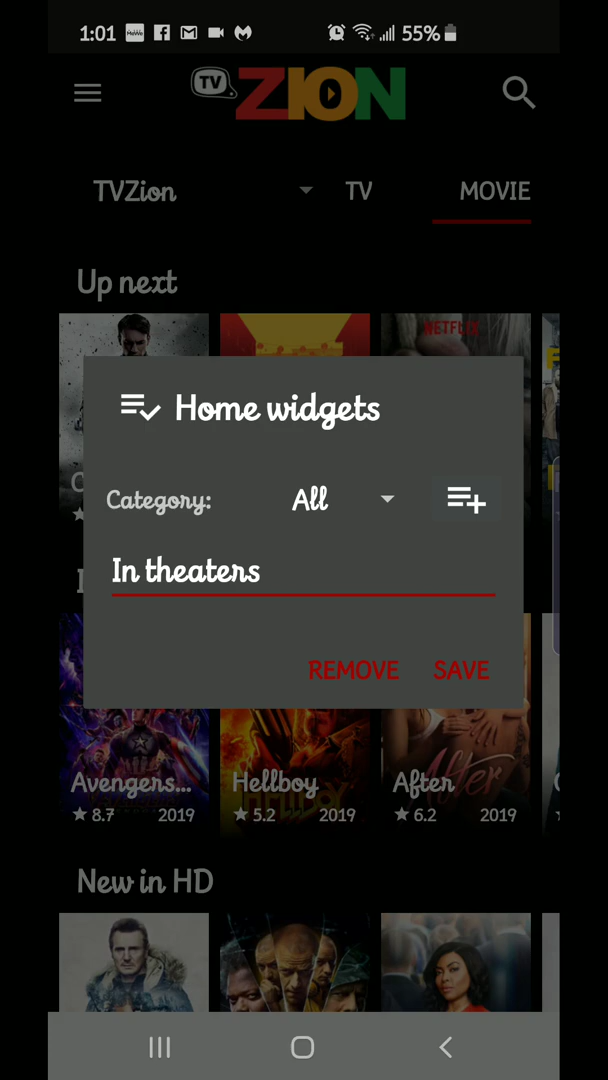 1:01
55%
TV ZION
TVZion TV MOVIE
Up next
NETFLIX
Home widgets
Category: All
In theaters
REMOVE SAVE
Avengers... Hellboy After
8.7 2019 5.2 2019 6.2 2019
New in HD